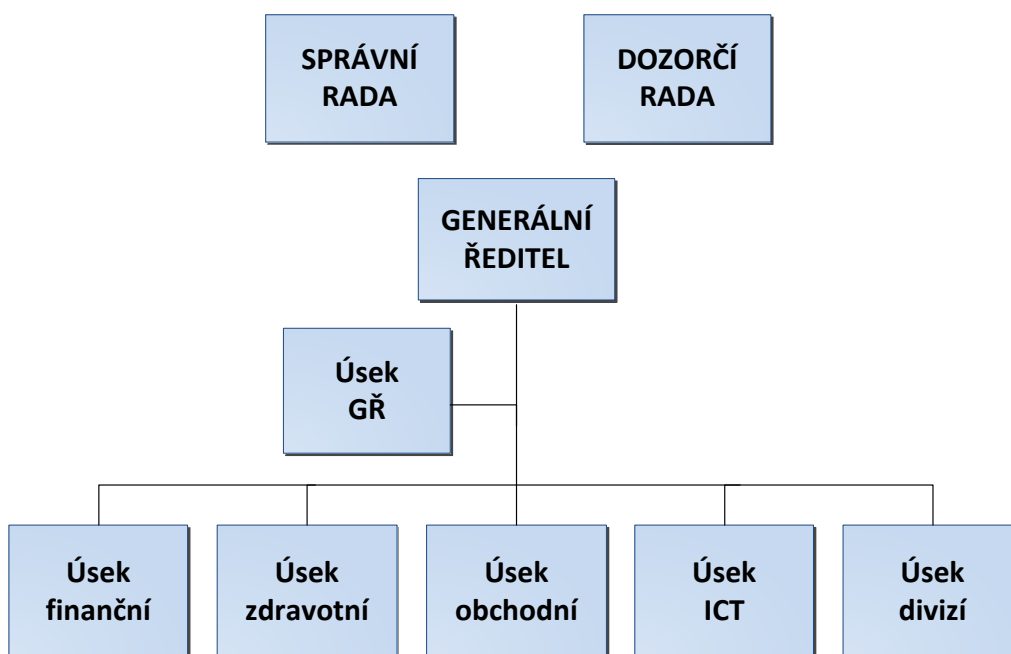 SPRÁVNÍ
RADA
DOZORČÍ
RADA
GENERÁLNÍ
ŘEDITEL
Úsek
GŘ
Úsek
finanční
Úsek
zdravotní
Úsek
obchodní
Úsek
ICT
Úsek
divizí